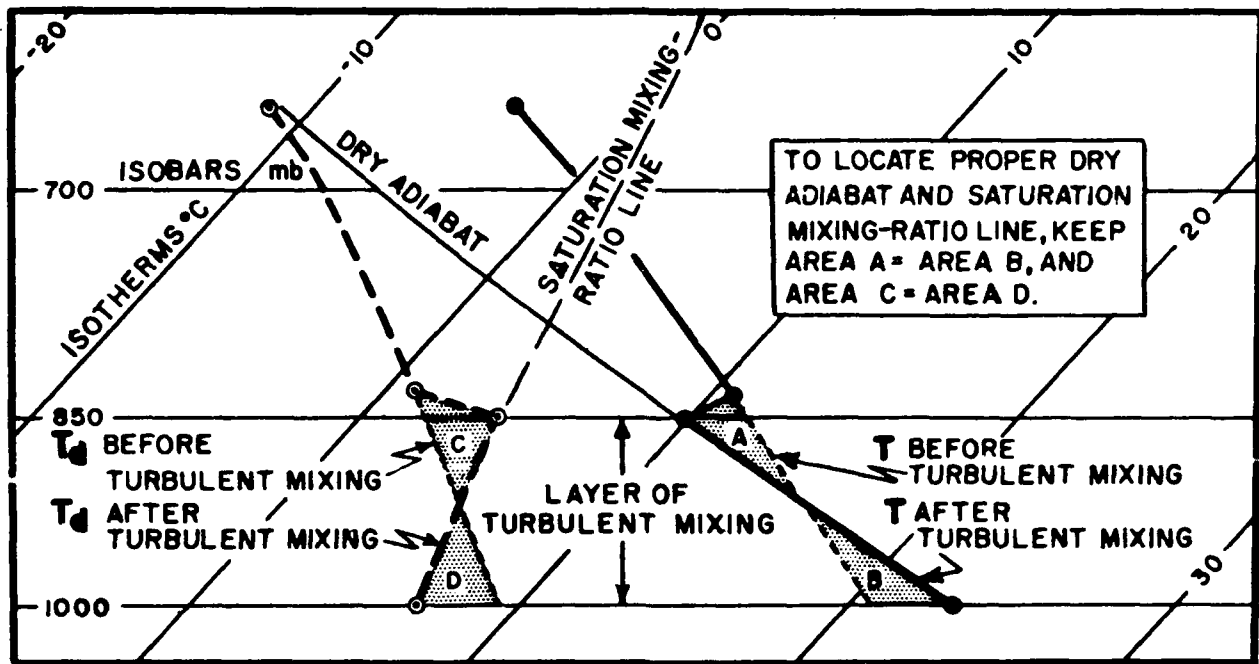 -20
-10
0
10
SATURATION MIXING-
RATIO LINE
DRY ADIABAT
ISOBARS mb
700
ISOTHERMS °C
TO LOCATE PROPER DRY
ADIABAT AND SATURATION
MIXING-RATIO LINE, KEEP
AREA A = AREA B, AND
AREA C = AREA D.
20
850
Td BEFORE
TURBULENT MIXING
C
A
T BEFORE
TURBULENT MIXING
LAYER OF
TURBULENT MIXING
Td AFTER
TURBULENT MIXING
T AFTER
TURBULENT MIXING
D
B
30
1000